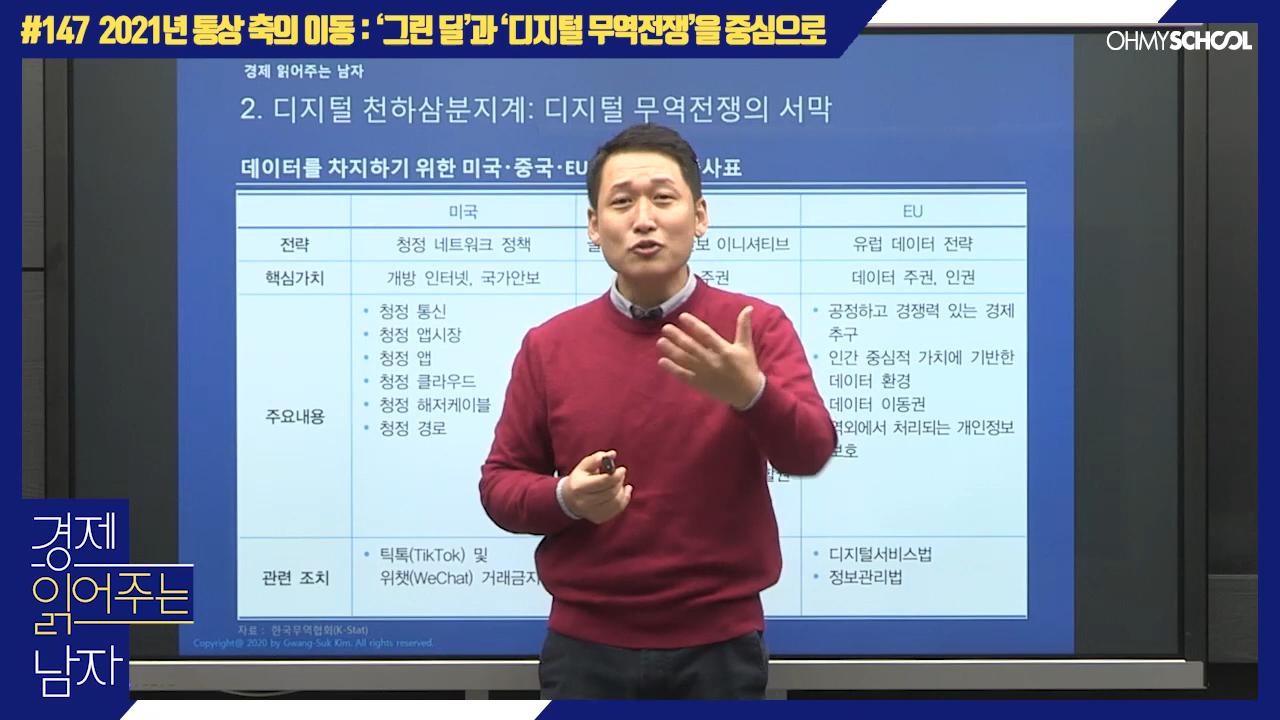 #147 2021년 통상 축의 이동 : ‘그린 딜’과 ‘디지털 무역전쟁’을 중심으로
OHMYSCHOOL
경제 읽어주는 남자
2. 디지털 천하삼분지계: 디지털 무역전쟁의 서막
데이터를 차지하기 위한 미국·중국·EU 사표
미국 EU
전략 청정 네트워크 정책 이니셔티브 유럽 데이터 전략
핵심가치 개방 인터넷, 국가안보 주권 데이터 주권, 인권
주요내용
• 청정 통신
• 청정 앱시장
• 청정 앱
• 청정 클라우드
• 청정 해저케이블
• 청정 경로
• 공정하고 경쟁력 있는 경제
추구
• 인간 중심적 가치에 기반한
데이터 환경
데이터 이동권
역외에서 처리되는 개인정보
보호
관련 조치
• 틱톡(TikTok) 및
위챗(WeChat) 거래금지
• 디지털서비스법
• 정보관리법
자료 : 한국무역협회(K-Stat)
Copyright@ 2020 by Gwang-Suk Kim. All rights reserved.
경제
읽어주는
남자